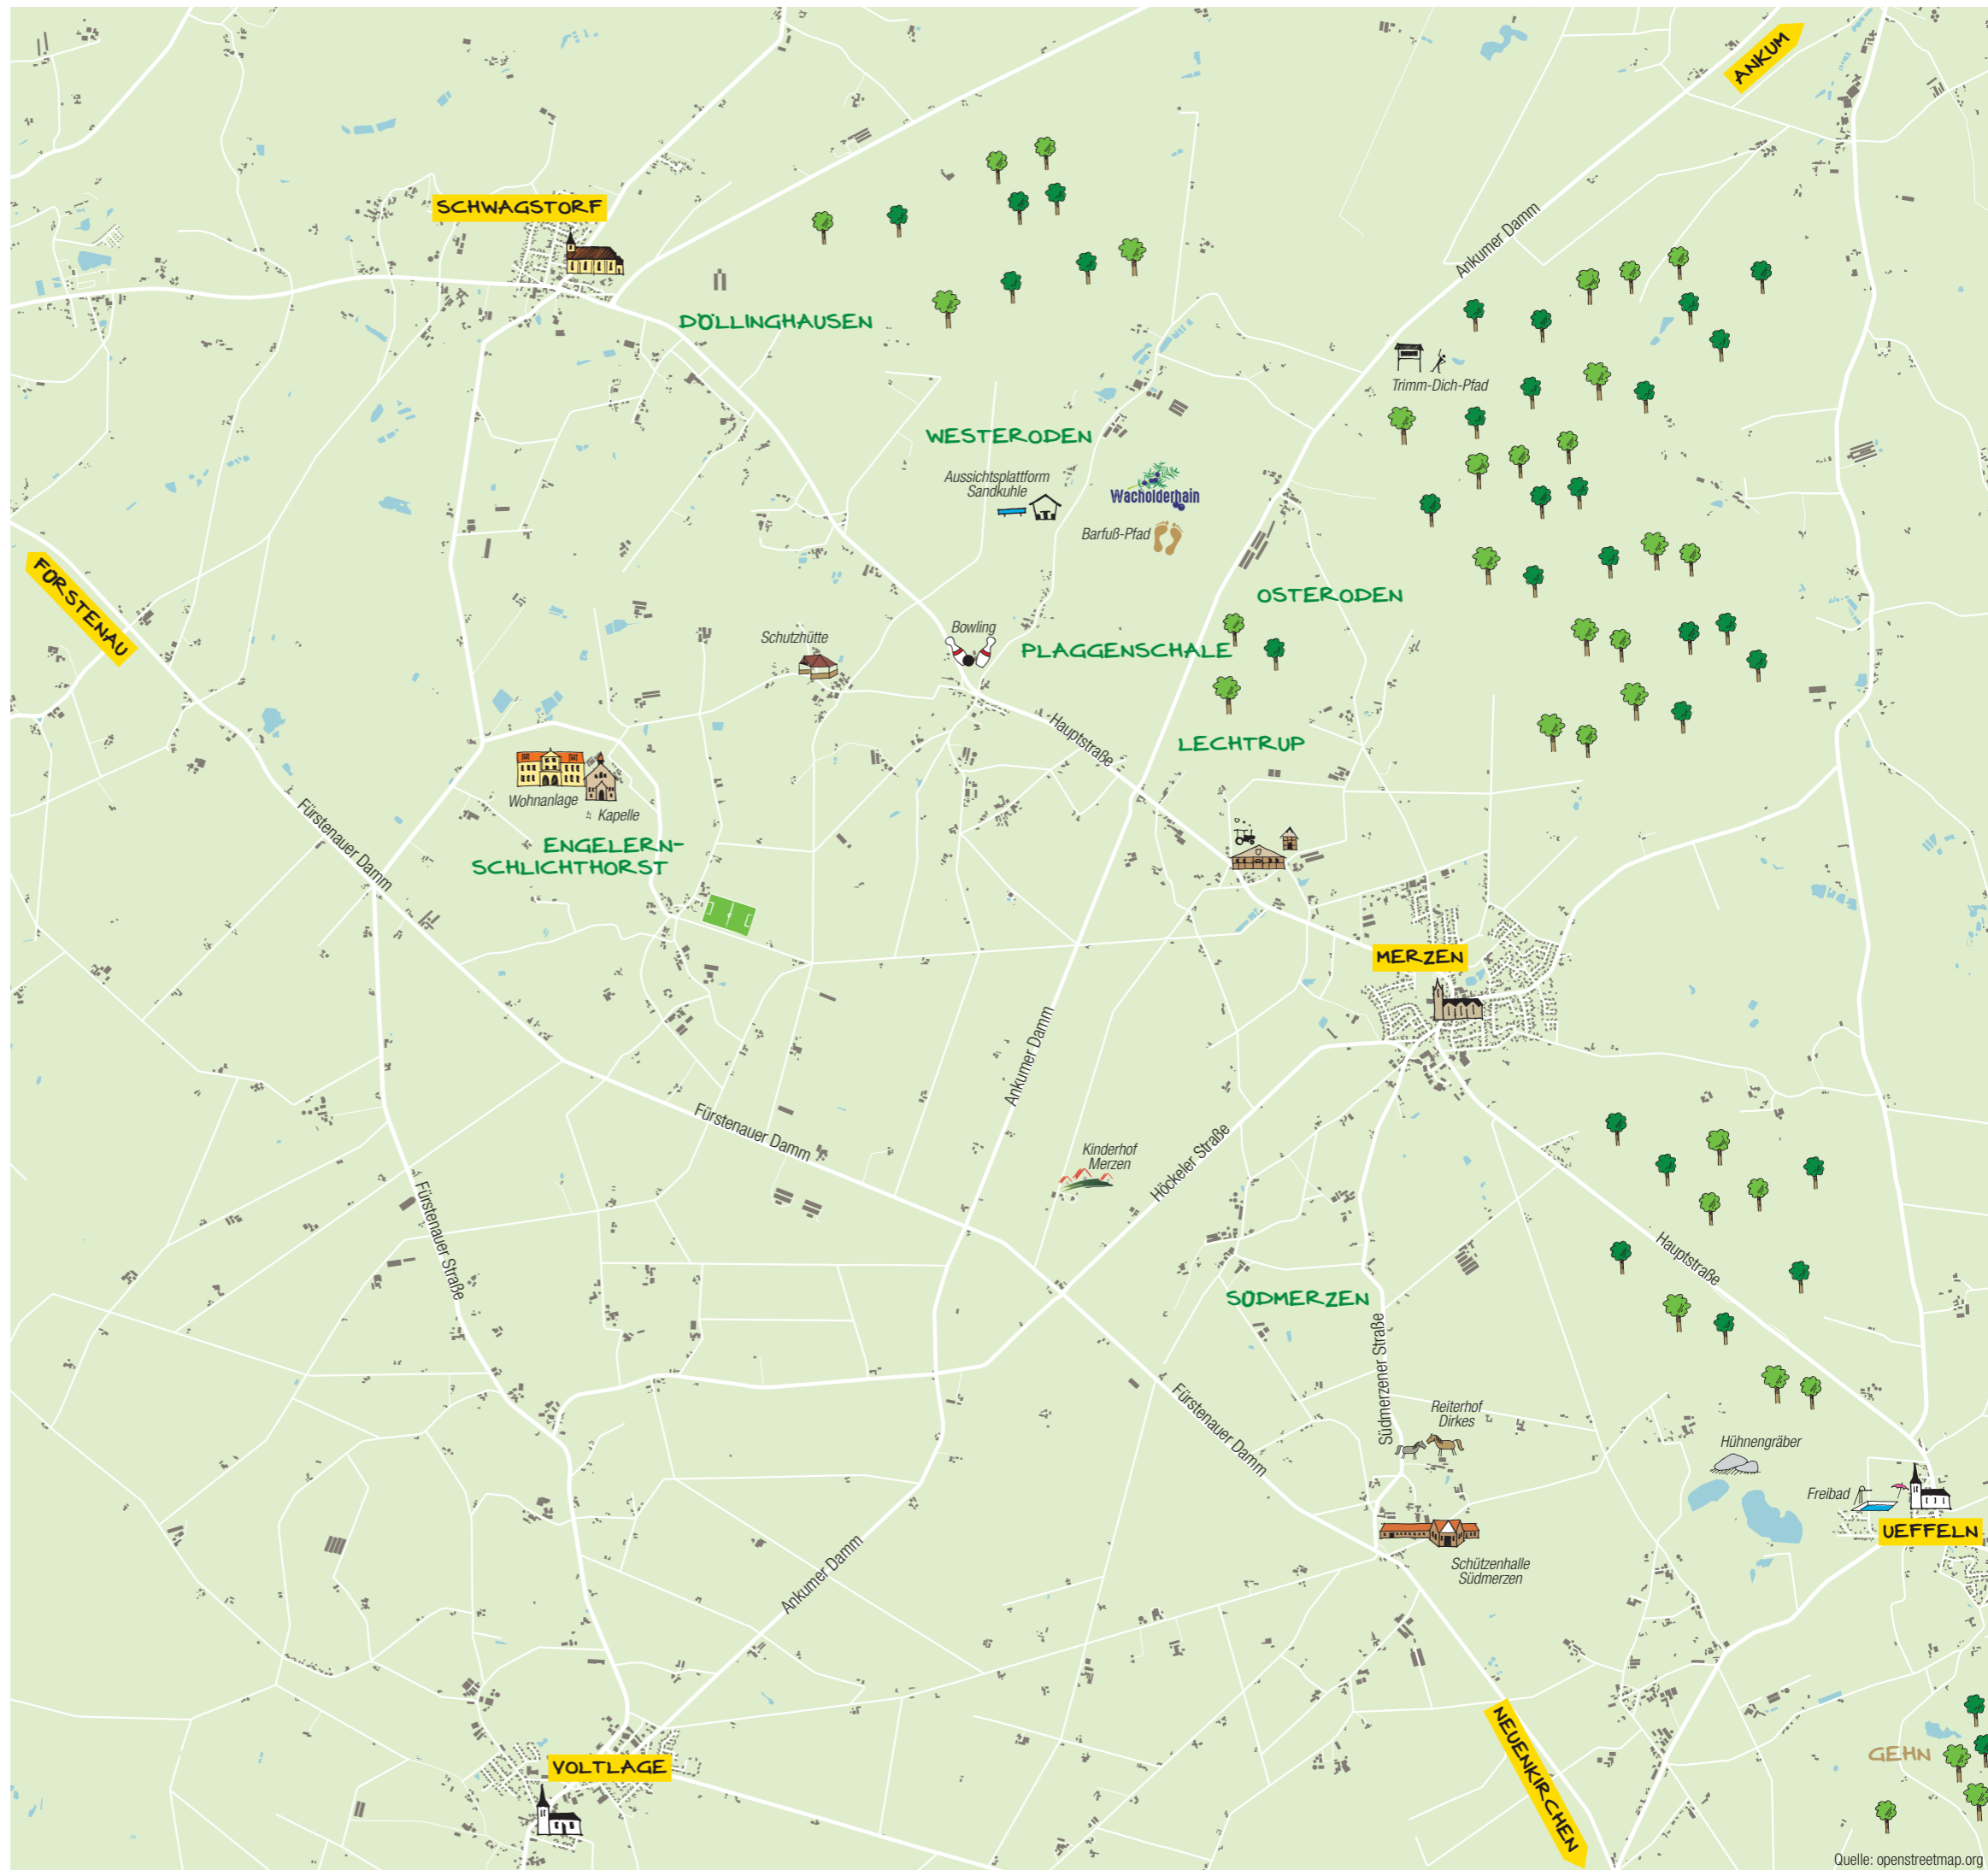 ANKUM
SCHWAGSTORF
Ankumer Damm
DÖLLINGHAUSEN
Trimm-Dich-Pfad
WESTERODEN
Aussichtsplattform
Sandkuhle
Wacholderhain
Barfuß-Pfad
FÜRSTENAU
OSTERODEN
Bowling
Schutzhütte
PLAGGENSCHALE
Hauptstraße
LECHTRUP
Wohnanlage
Kapelle
Fürstenauer Damm
ENGELERN-
SCHLICHTHORST
MERZEN
Ankumer Damm
Fürstenauer Damm
Kinderhof
Merzen
Höckeler Straße
Fürstenauer Straße
Hauptstraße
SÜDMERZEN
Südmerzener Straße
Fürstenauer Damm
Reiterhof
Dirkes
Hühnengräber
Freibad
UEFFELN
Schützenhalle
Südmerzen
Ankumer Damm
NEUENKIRCHEN
GEHN
VOLTLAGE
Quelle: openstreetmap.org